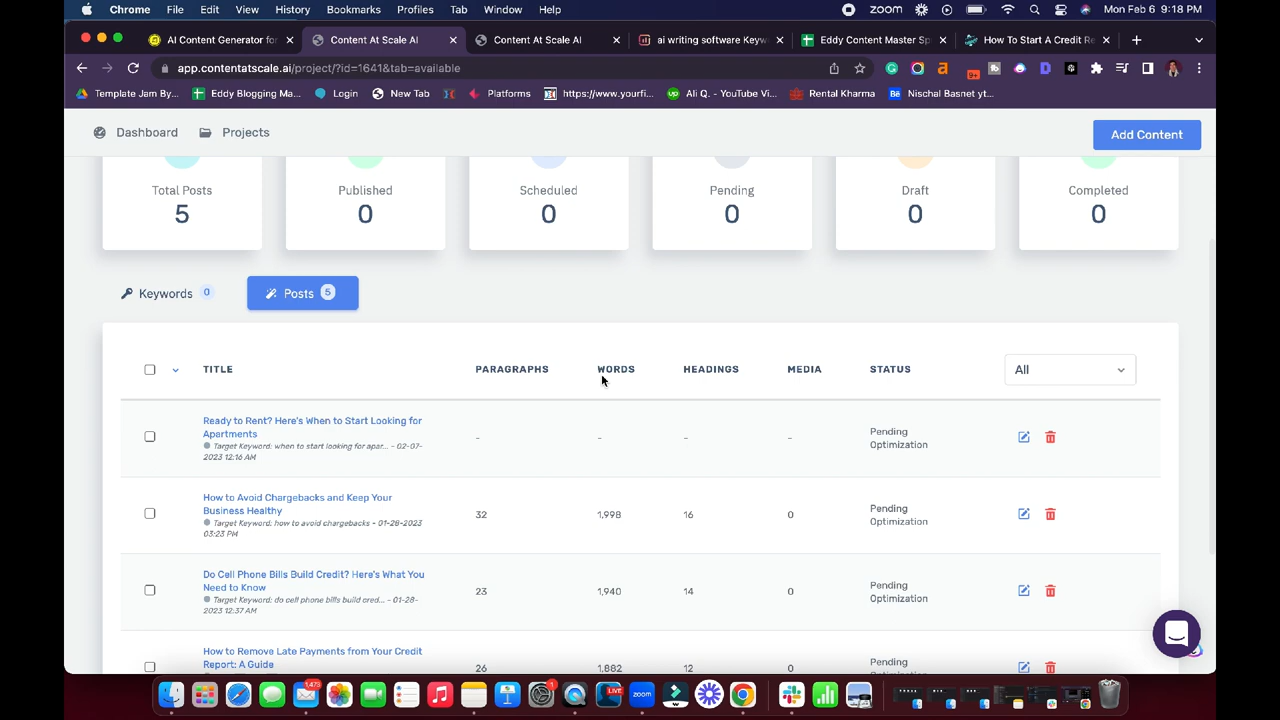 Chrome File Edit View History Bookmarks Profiles Tab Window Help zoom Mon Feb 6 9:18 PM
AI Content Generator for Content At Scale AI Content At Scale AI ai writing software Keyw Eddy Content Master Sp How To Start A Credit Re
app.contentatscale.ai/project/?id=1641&tab=available 9+
Template Jam By... Eddy Blogging Ma... Login New Tab Platforms https://www.yourfi... Ali Q. - YouTube Vi... Rental Kharma Nischal Basnet yt...
Dashboard Projects Add Content
Total Posts Published Scheduled Pending Draft Completed
5 0 0 0 0 0
Keywords 0 Posts 5
TITLE PARAGRAPHS WORDS HEADINGS MEDIA STATUS All
Ready to Rent? Here's When to Start Looking for
Apartments
Target Keyword: when to start looking for apar... - 02-07-
2023 12:16 AM
- - - - Pending
Optimization
How to Avoid Chargebacks and Keep Your
Business Healthy
Target Keyword: how to avoid chargebacks - 01-28-2023
03:23 PM
32 1,998 16 0 Pending
Optimization
Do Cell Phone Bills Build Credit? Here's What You
Need to Know
Target Keyword: do cell phone bills build cred... - 01-28-
2023 12:37 AM
23 1,940 14 0 Pending
Optimization
How to Remove Late Payments from Your Credit
Report: A Guide
26 1,882 12 0 Pending
1,473 1 LIVE zoom